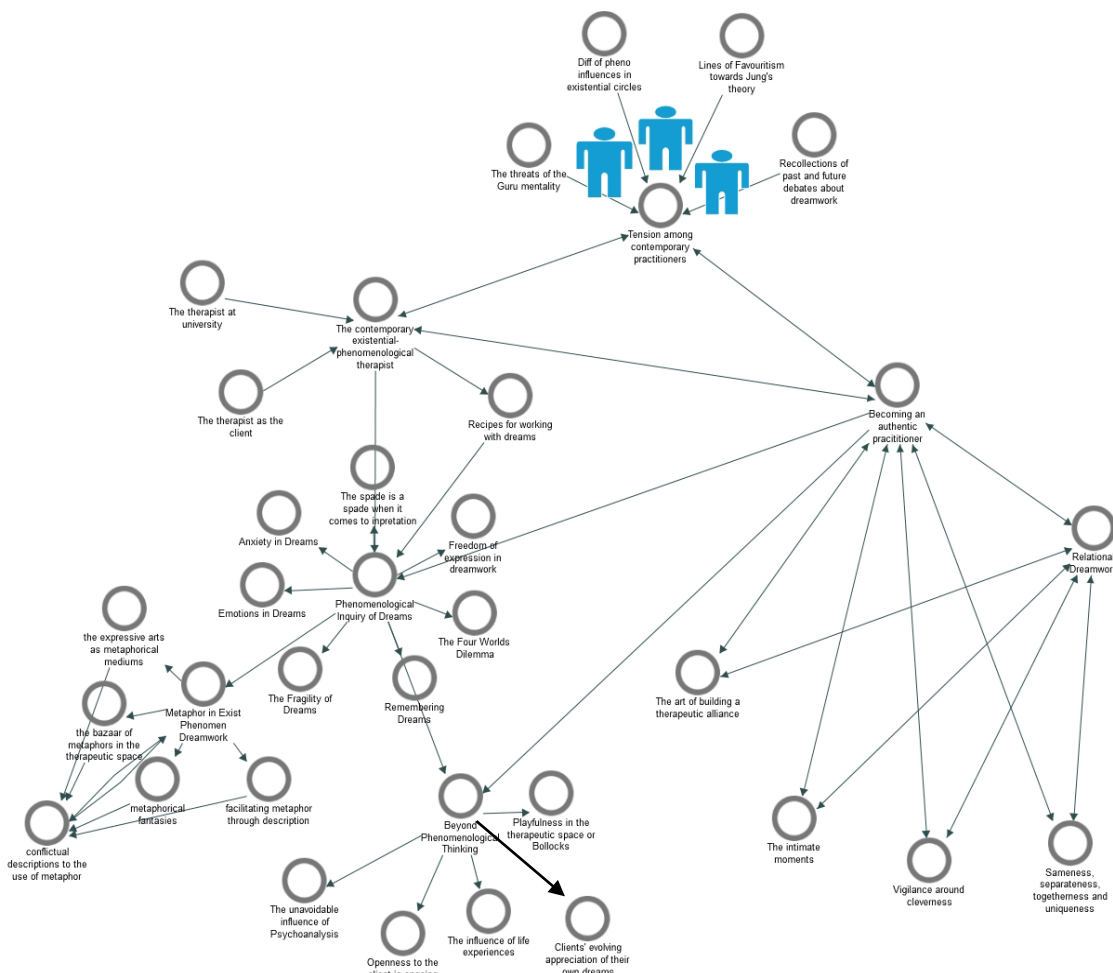 Diff of pheno
influences in
existential circles
Lines of Favouritism
towards Jung's
theory
The threats of the
Guru mentality
Recollections of
past and future
debates about
dreamwork
Tension among
contemporary
practitioners
The therapist at
university
The contemporary
existential-
phenomenological
therapist
The therapist as the
client
Recipes for working
with dreams
Becoming an
authentic
practitioner
The spade is a
spade when it
comes to inpretation
Anxiety in Dreams
Freedom of
expression in
dreamwork
Relational
Dreamwork
Emotions in Dreams
Phenomenological
Inquiry of Dreams
The Four Worlds
Dilemma
the expressive arts
as metaphorical
mediums
The Fragility of
Dreams
Remembering
Dreams
Metaphor in Exist
Phenomen
Dreamwork
the bazaar of
metaphors in the
therapeutic space
The art of building a
therapeutic alliance
metaphorical
fantasies
facilitating metaphor
through description
conflictual
descriptions to the
use of metaphor
Beyond
Phenomenological
Thinking
Playfulness in the
therapeutic space or
Bollocks
The intimate
moments
Vigilance around
cleverness
Sameness,
separateness,
togetherness and
uniqueness
The unavoidable
influence of
Psychoanalysis
Openness to the
client is ongoing
The influence of life
experiences
Clients' evolving
appreciation of their
own dreams